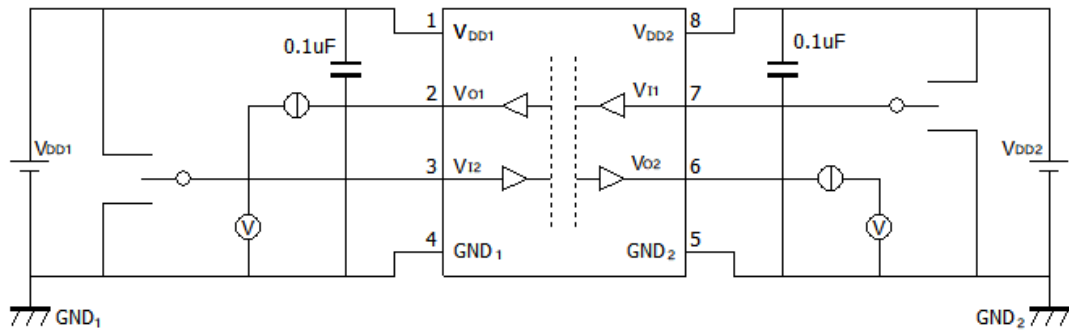 1
VDD1
VDD2
8
0.1uF
0.1uF
2
VO1
VI1
7
VDD1
VDD2
3
VI2
VO2
6
V
V
4
GND1
GND2
5
GND1
GND2